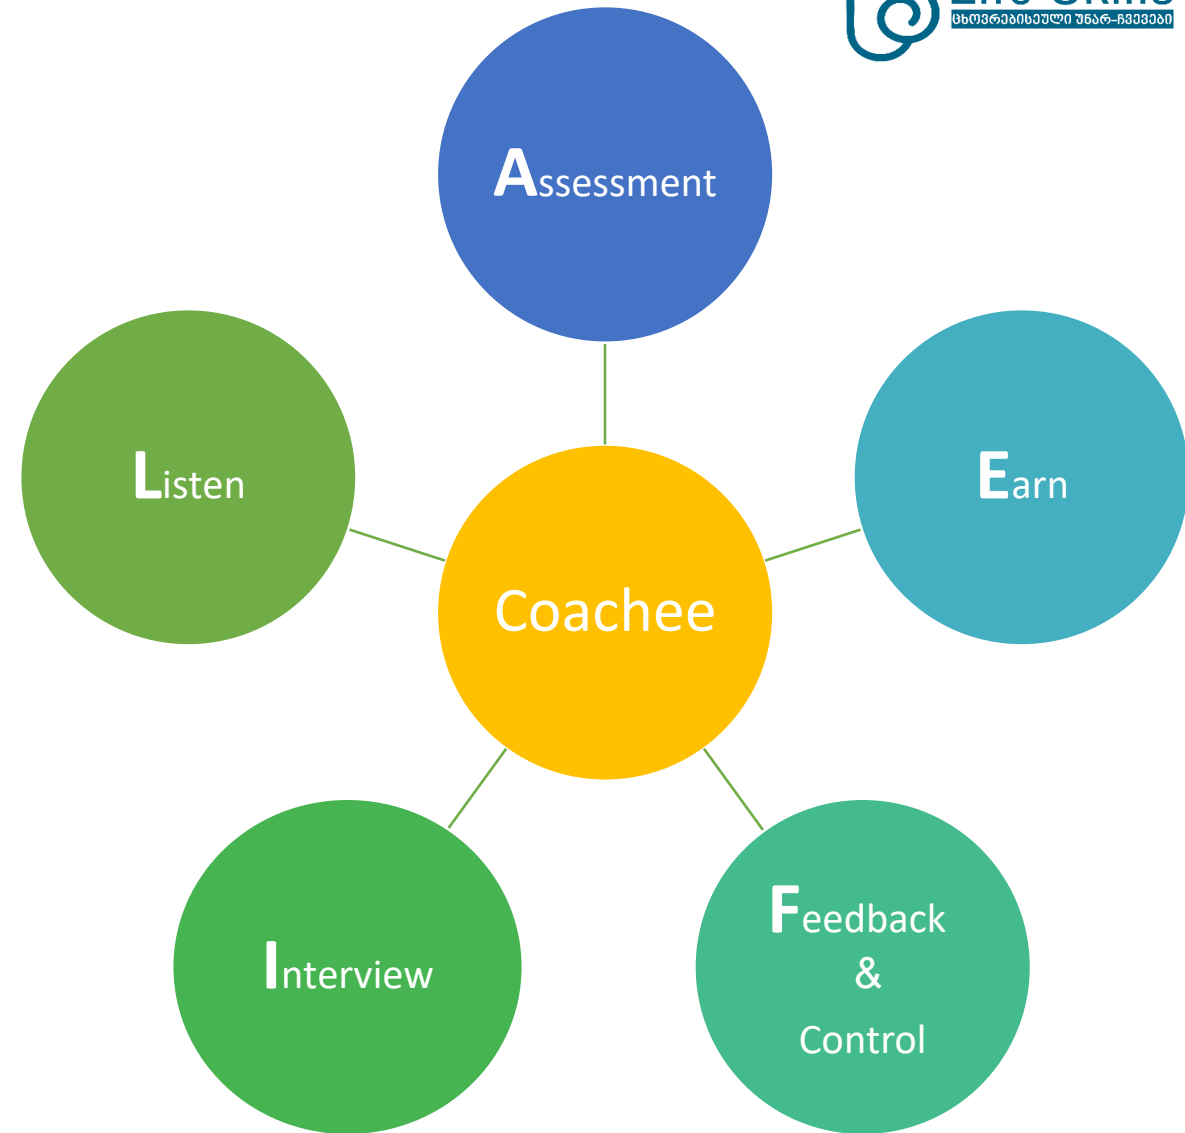 ცხოვრებისეული უნარ-ჩვევები
Assessment
Listen
Earn
Coachee
Interview
Feedback
&
Control